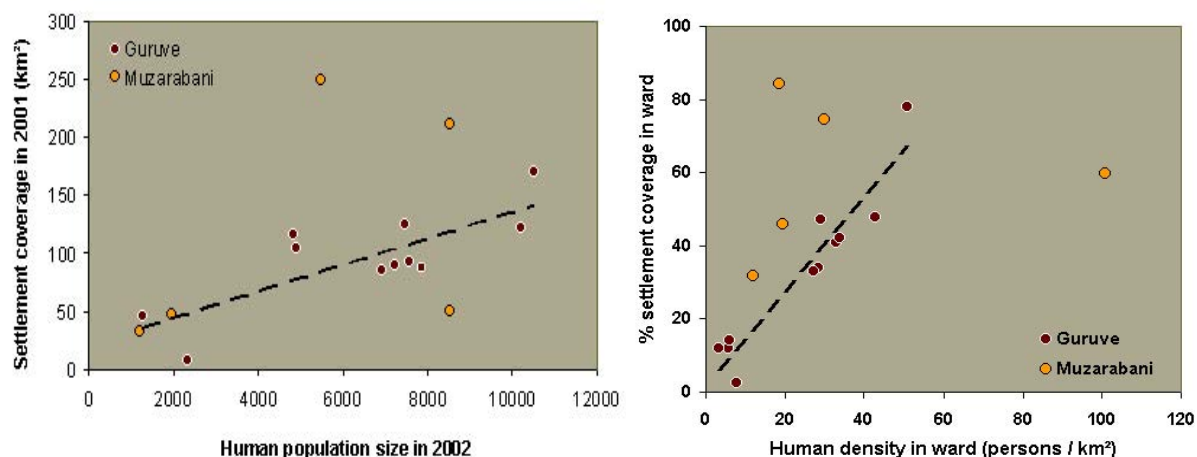 Settlement coverage in 2001 (km²)
300
250
200
150
100
50
0
Guruve
Muzarabani
0 2000 4000 6000 8000 10000 12000
Human population size in 2002
% settlement coverage in ward
100
80
60
40
20
0
Guruve
Muzarabani
0 20 40 60 80 100 120
Human density in ward (persons / km²)